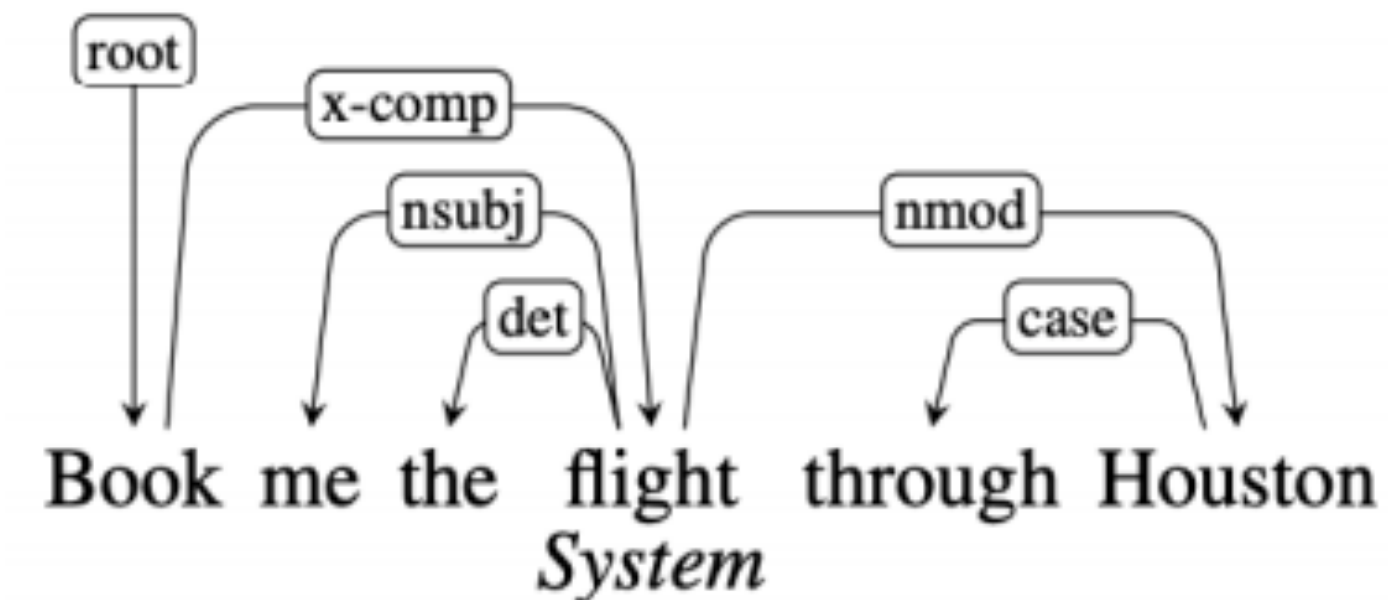 root
x-comp
nsubj
nmod
det
case
Book me the flight through Houston
System